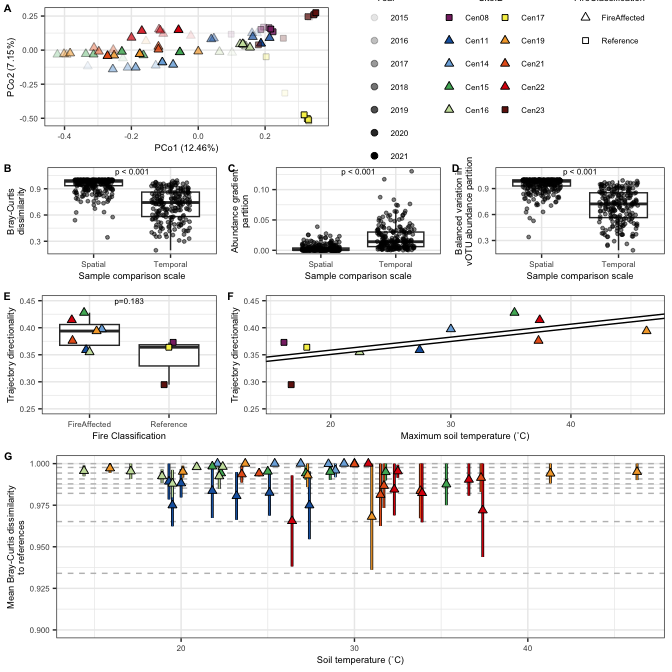 A
0.25
0.00
-0.25
-0.50
PCo2 (7.15%)
-0.4
-0.2
0.0
0.2
PCo1 (12.46%)
2015
2016
2017
2018
2019
2020
2021
Cen08
Cen11
Cen14
Cen15
Cen16
Cen17
Cen19
Cen21
Cen22
Cen23
FireAffected
Reference
B
p < 0.001
0.9
0.6
0.3
Bray-Curtis
dissimilarity
Spatial
Temporal
Sample comparison scale
C
p < 0.001
0.10
0.05
0.00
Abundance gradient
partition
Spatial
Temporal
Sample comparison scale
D
p < 0.001
0.9
0.6
0.3
Balanced variation in
vOTU abundance partition
Spatial
Temporal
Sample comparison scale
E
p=0.183
0.45
0.40
0.35
0.30
0.25
Trajectory directionality
FireAffected
Reference
Fire Classification
F
0.45
0.40
0.35
0.30
0.25
Trajectory directionality
20
30
40
Maximum soil temperature (˚C)
G
1.000
0.975
0.950
0.925
0.900
Mean Bray-Curtis dissimilarity
to references
20
30
40
Soil temperature (˚C)